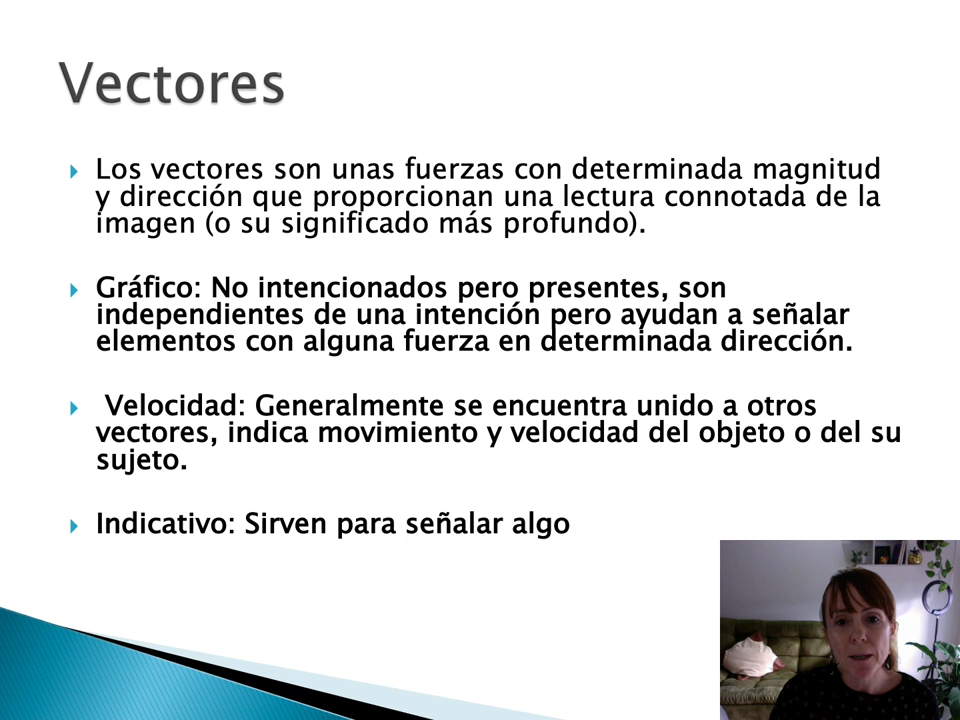 Vectores
Los vectores son unas fuerzas con determinada magnitud
y dirección que proporcionan una lectura connotada de la
imagen (o su significado más profundo).
Gráfico: No intencionados pero presentes, son
independientes de una intención pero ayudan a señalar
elementos con alguna fuerza en determinada dirección.
Velocidad: Generalmente se encuentra unido a otros
vectores, indica movimiento y velocidad del objeto o del su
sujeto.
Indicativo: Sirven para señalar algo